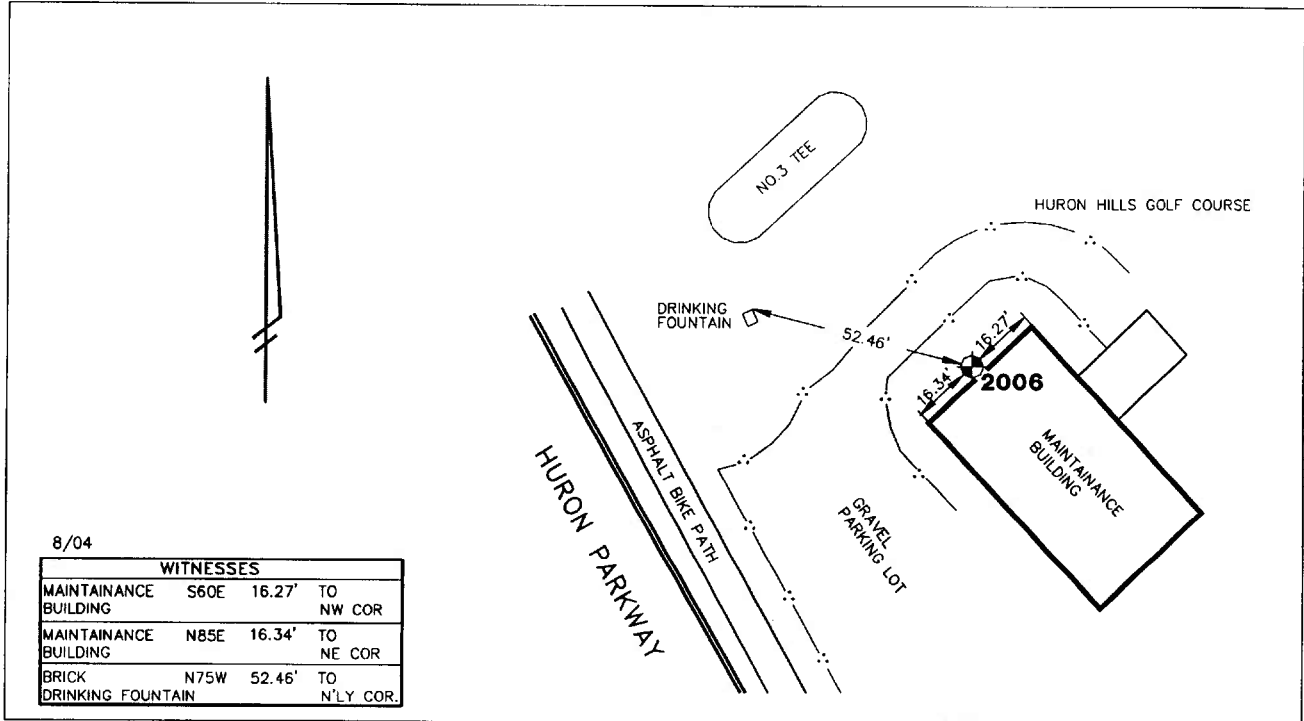 NO.3 TEE
HURON HILLS GOLF COURSE
DRINKING
FOUNTAIN
52.46'
16.27'
16.34'
2006
MAINTAINANCE
BUILDING
ASPHALT BIKE PATH
HURON PARKWAY
GRAVEL
PARKING LOT
8/04
WITNESSES
MAINTAINANCE S60E 16.27' TO
BUILDING NW COR
MAINTAINANCE N85E 16.34' TO
BUILDING NE COR
BRICK N75W 52.46' TO
DRINKING FOUNTAIN N'LY COR.